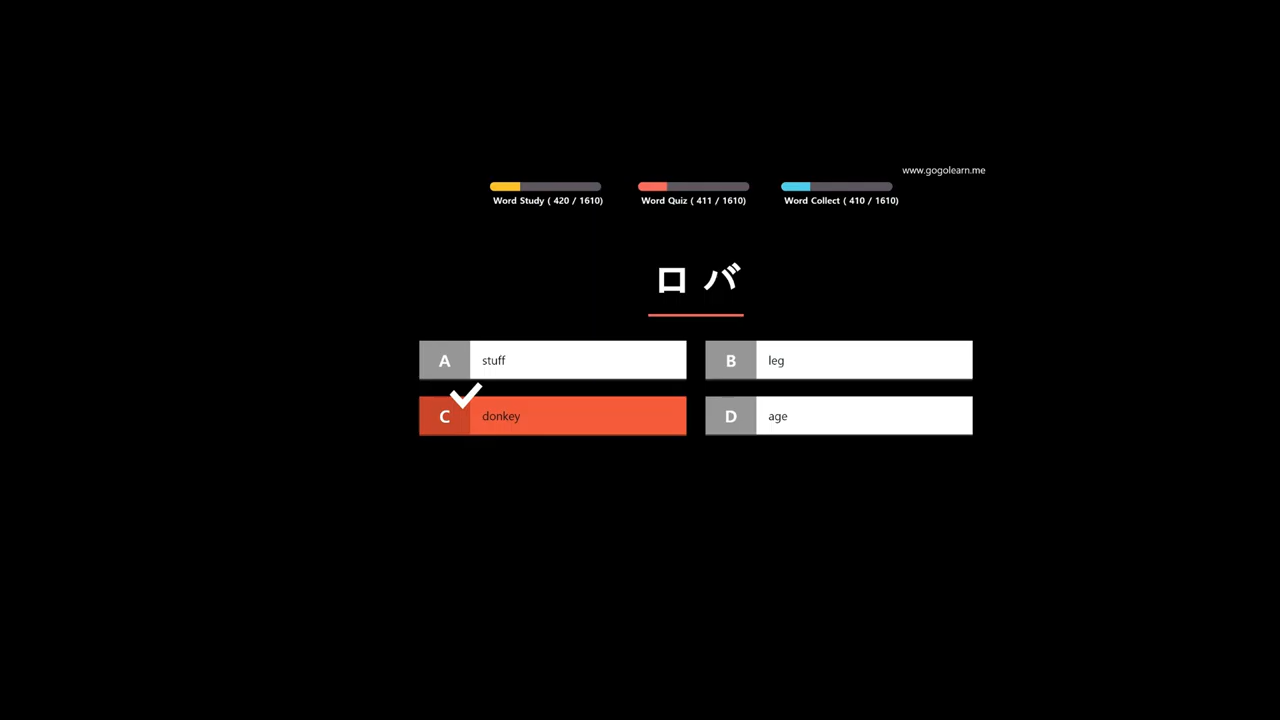 www.gogolearn.me
Word Study ( 420 / 1610)
Word Quiz ( 411 / 1610)
Word Collect ( 410 / 1610)
ロバ
A stuff
B leg
C donkey
D age